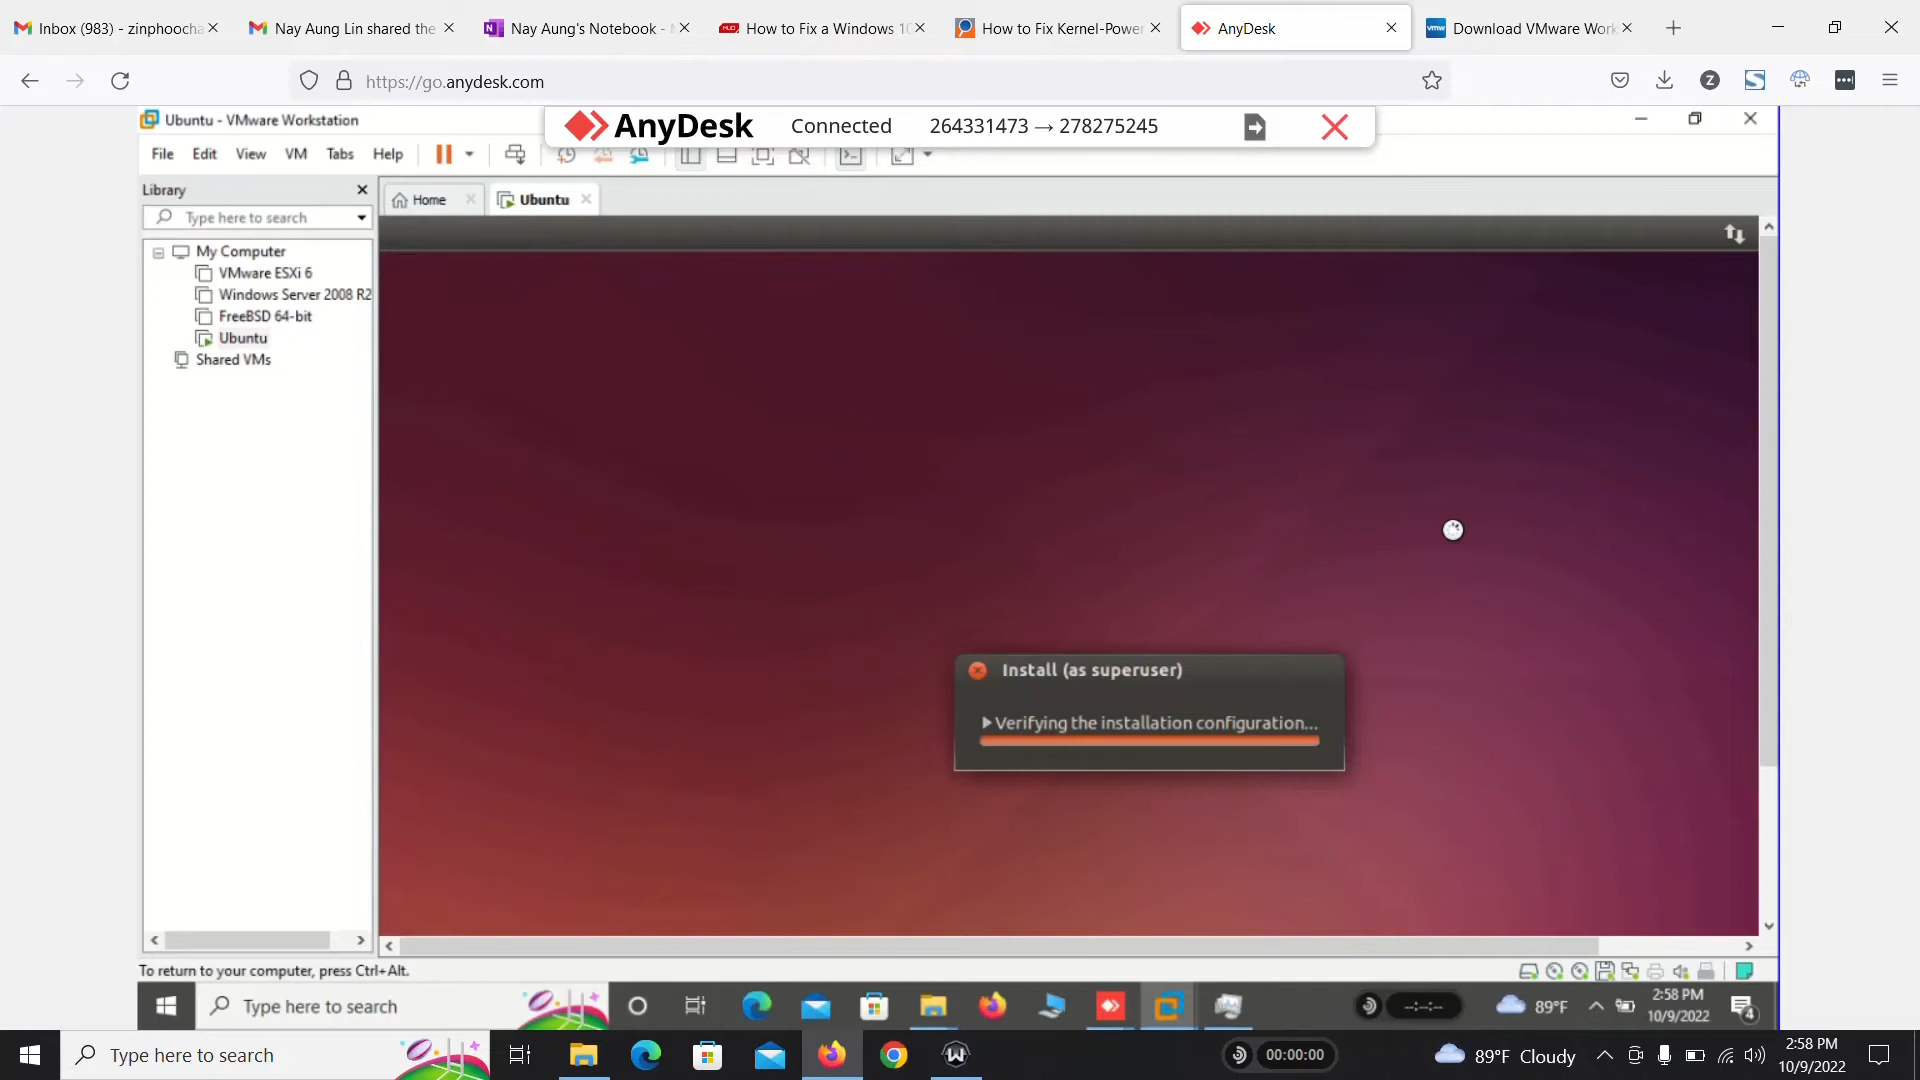 Inbox (983) - zinphoocha
Nay Aung Lin shared the
Nay Aung's Notebook -
How to Fix a Windows 10
How to Fix Kernel-Power
AnyDesk
Download VMware Work
https://go.anydesk.com
Ubuntu - VMware Workstation
AnyDesk Connected 264331473 → 278275245
File Edit View VM Tabs Help
Library
Type here to search
Home
Ubuntu
My Computer
VMware ESXi 6
Windows Server 2008 R2
FreeBSD 64-bit
Ubuntu
Shared VMs
Install (as superuser)
Verifying the installation configuration...
To return to your computer, press Ctrl+Alt.
Type here to search
--:--:--
89°F
2:58 PM
10/9/2022
4
Type here to search
00:00:00
89°F Cloudy
2:58 PM
10/9/2022